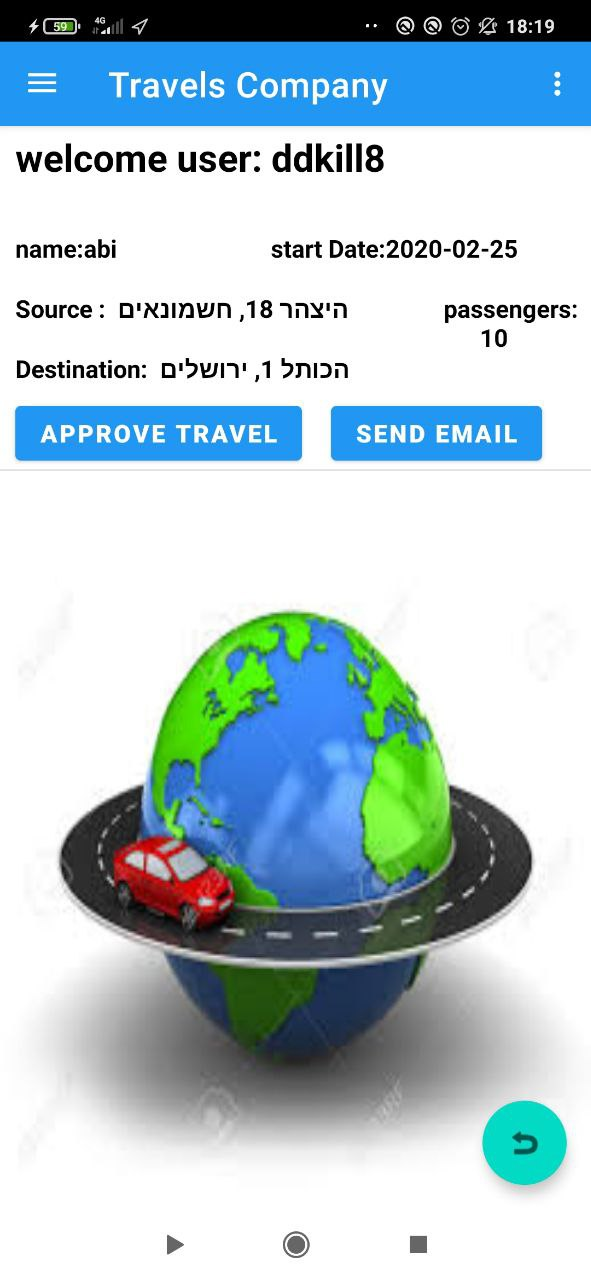 59 4G 18:19
Travels Company
welcome user: ddkill8
name:abi start Date:2020-02-25
Source : היצהר 18, חשמונאים passengers:
10
Destination: הכותל 1, ירושלים
APPROVE TRAVEL SEND EMAIL